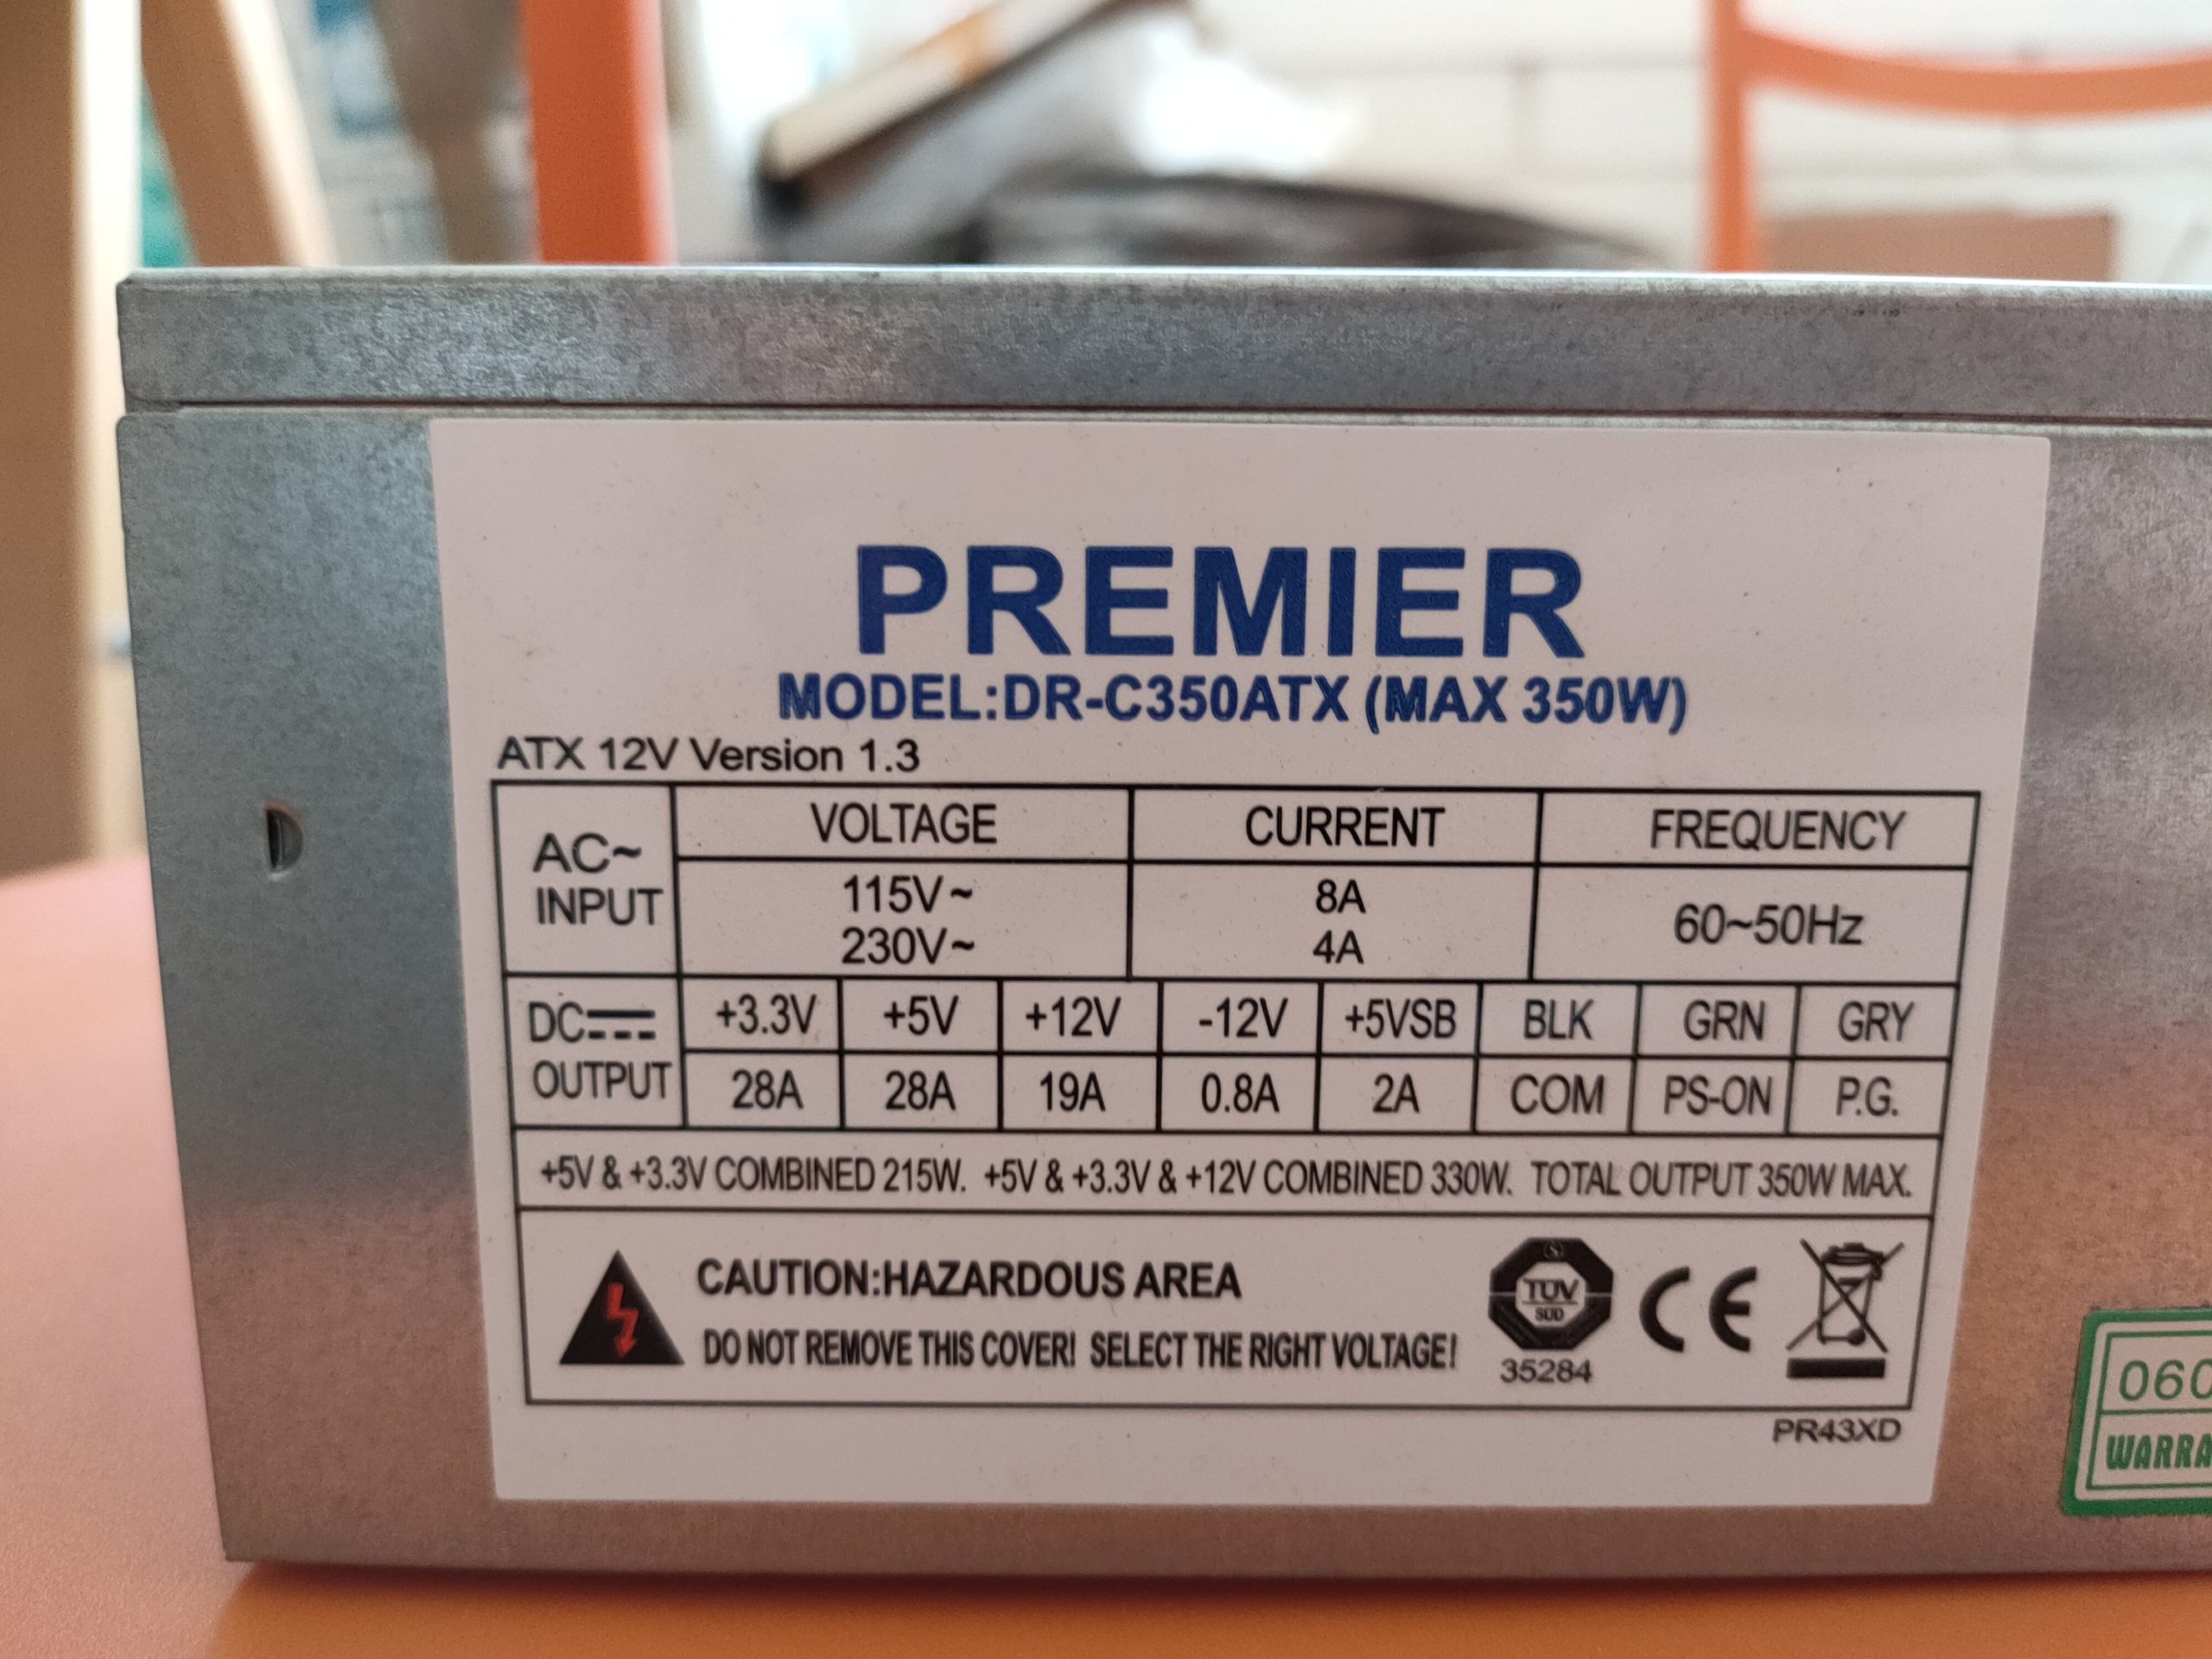 PREMIER
MODEL:DR-C350ATX (MAX 350W)
ATX 12V Version 1.3
AC~ INPUT VOLTAGE CURRENT FREQUENCY
115V~ 8A 60~50Hz
230V~ 4A
DC OUTPUT +3.3V +5V +12V -12V +5VSB BLK GRN GRY
28A 28A 19A 0.8A 2A COM PS-ON P.G.
+5V & +3.3V COMBINED 215W. +5V & +3.3V & +12V COMBINED 330W. TOTAL OUTPUT 350W MAX.
CAUTION:HAZARDOUS AREA
DO NOT REMOVE THIS COVER! SELECT THE RIGHT VOLTAGE!
TÜV
SÜD
35284
CE
PR43XD
060
WARRA